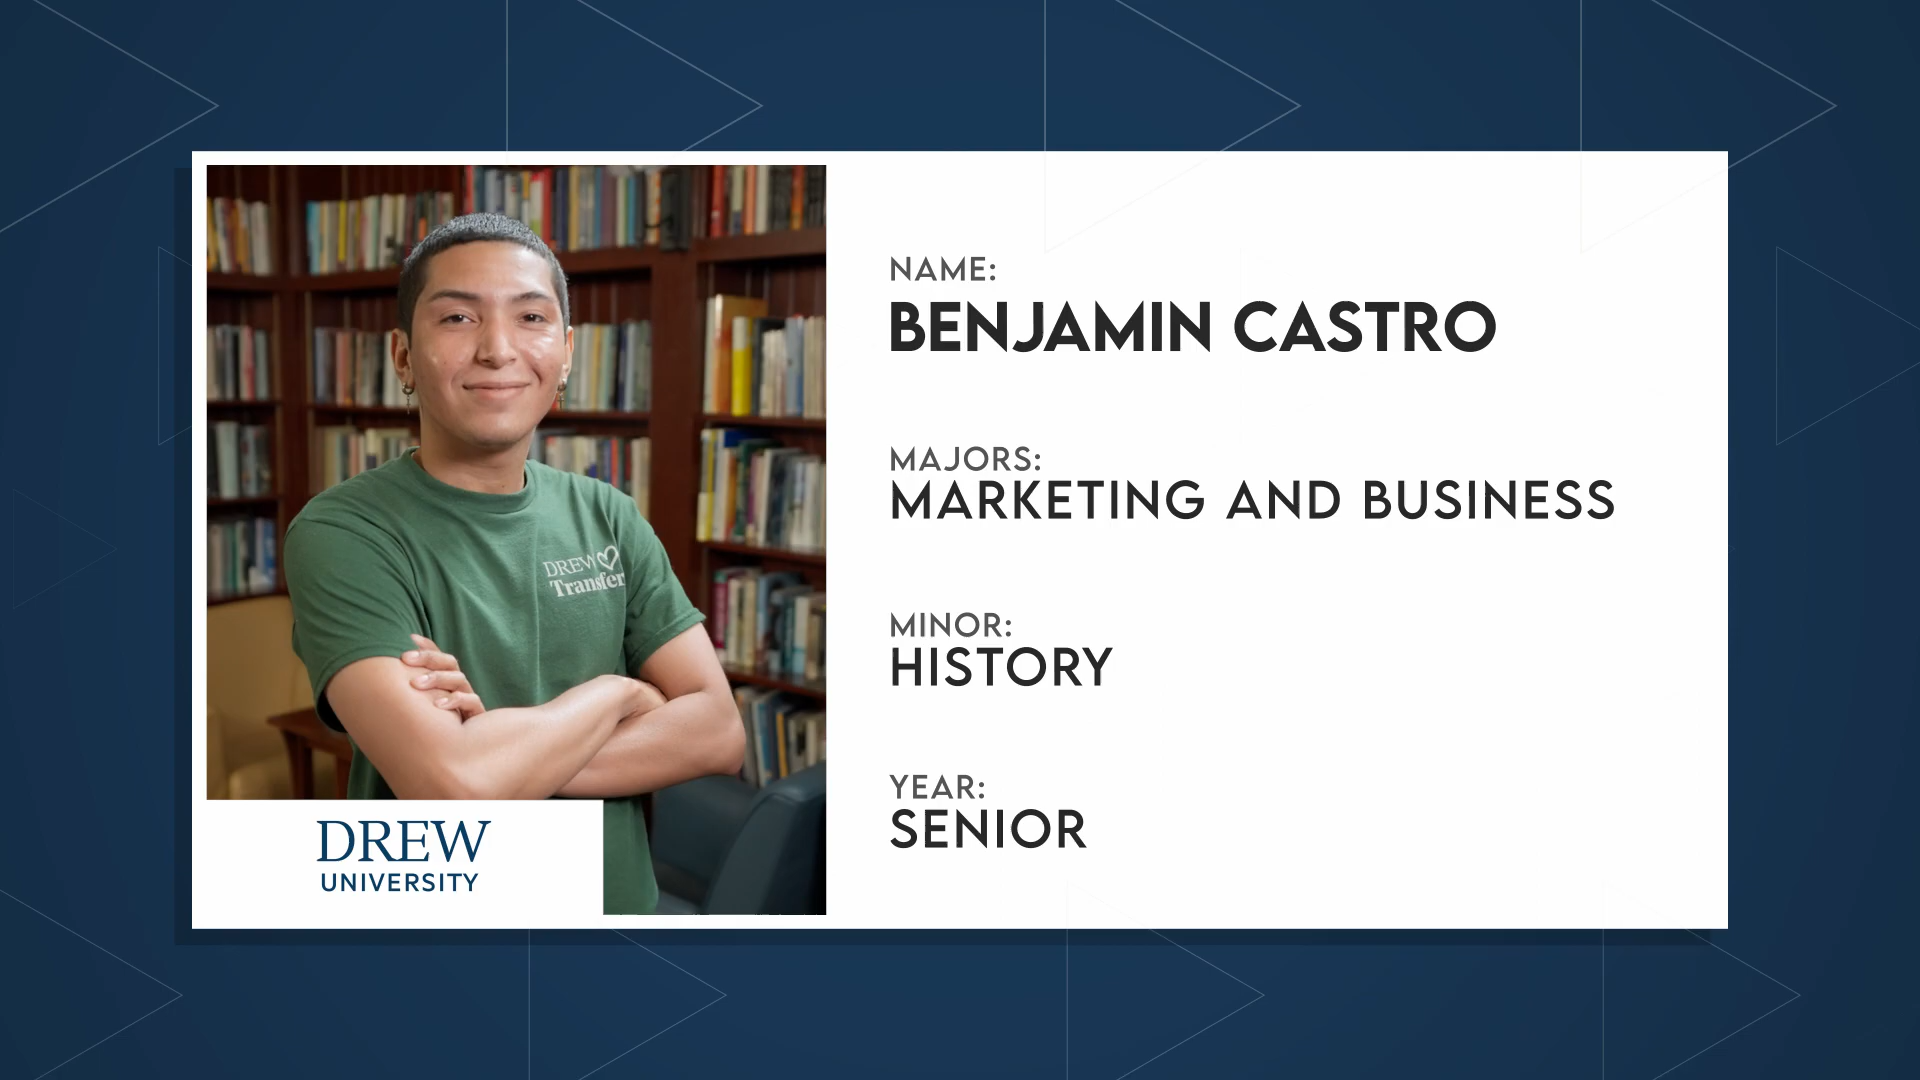 NAME:
BENJAMIN CASTRO
MAJORS:
MARKETING AND BUSINESS
MINOR:
HISTORY
YEAR:
SENIOR
DREW
Transfer
DREW
UNIVERSITY